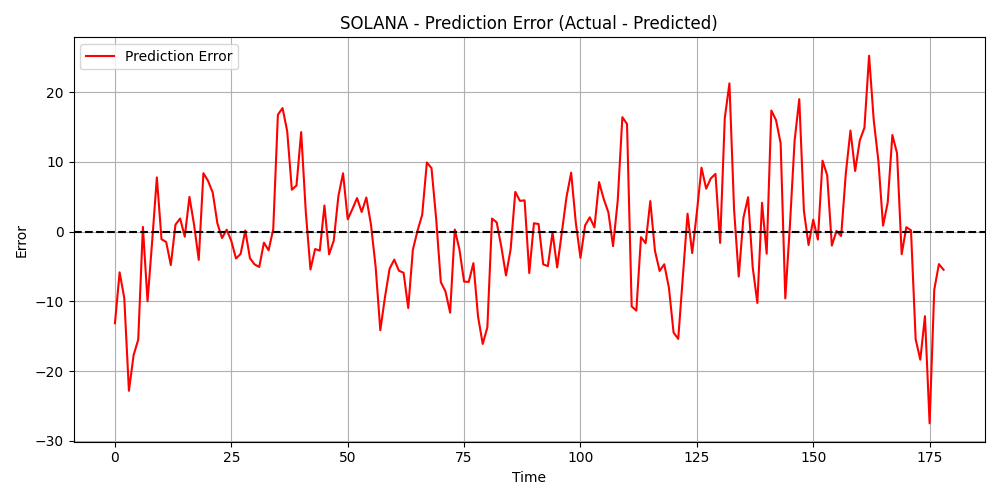 SOLANA - Prediction Error (Actual - Predicted)
Prediction Error
20
10
0
−10
−20
−30
Error
0 25 50 75 100 125 150 175
Time